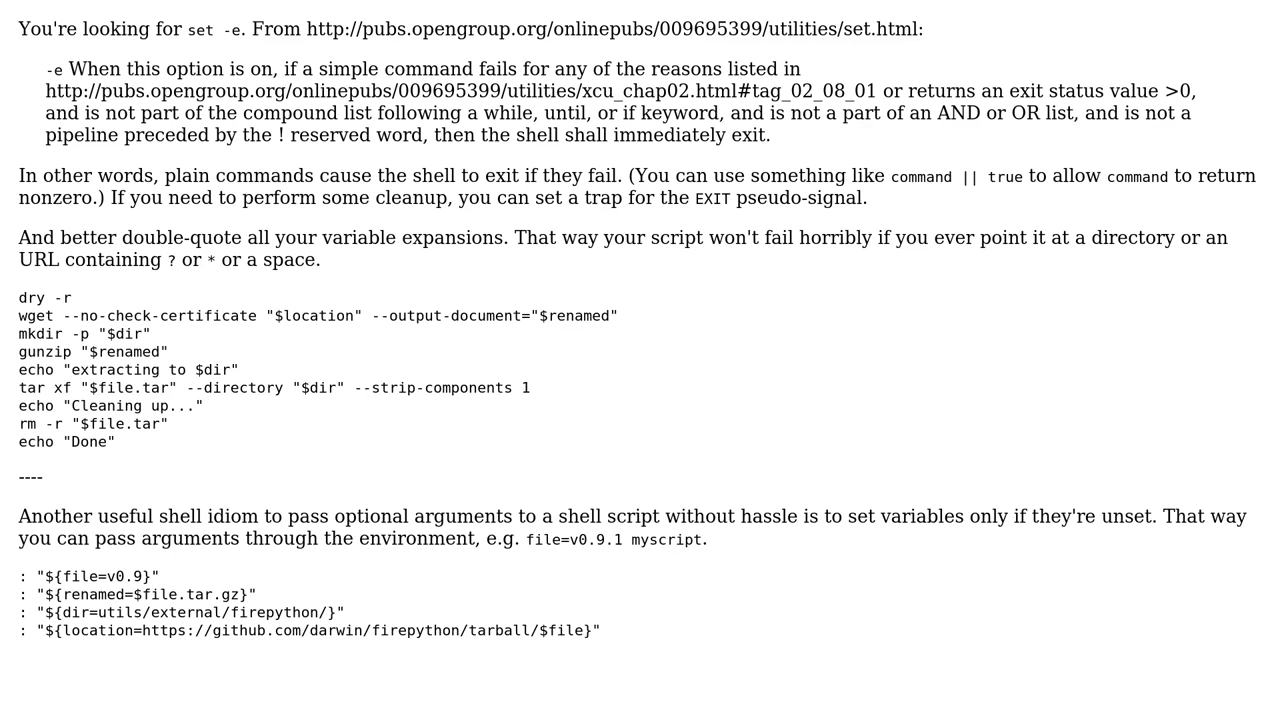 You're looking for set -e. From http://pubs.opengroup.org/onlinepubs/009695399/utilities/set.html:
-e When this option is on, if a simple command fails for any of the reasons listed in
http://pubs.opengroup.org/onlinepubs/009695399/utilities/xcu_chap02.html#tag_02_08_01 or returns an exit status value >0,
and is not part of the compound list following a while, until, or if keyword, and is not a part of an AND or OR list, and is not a
pipeline preceded by the ! reserved word, then the shell shall immediately exit.
In other words, plain commands cause the shell to exit if they fail. (You can use something like command || true to allow command to return
nonzero.) If you need to perform some cleanup, you can set a trap for the EXIT pseudo-signal.
And better double-quote all your variable expansions. That way your script won't fail horribly if you ever point it at a directory or an
URL containing ? or * or a space.
dry -r
wget --no-check-certificate "$location" --output-document="$renamed"
mkdir -p "$dir"
gunzip "$renamed"
echo "extracting to $dir"
tar xf "$file.tar" --directory "$dir" --strip-components 1
echo "Cleaning up..."
rm -r "$file.tar"
echo "Done"
----
Another useful shell idiom to pass optional arguments to a shell script without hassle is to set variables only if they're unset. That way
you can pass arguments through the environment, e.g. file=v0.9.1 myscript.
: "${file=v0.9}"
: "${renamed=$file.tar.gz}"
: "${dir=utils/external/firepython/}"
: "${location=https://github.com/darwin/firepython/tarball/$file}"